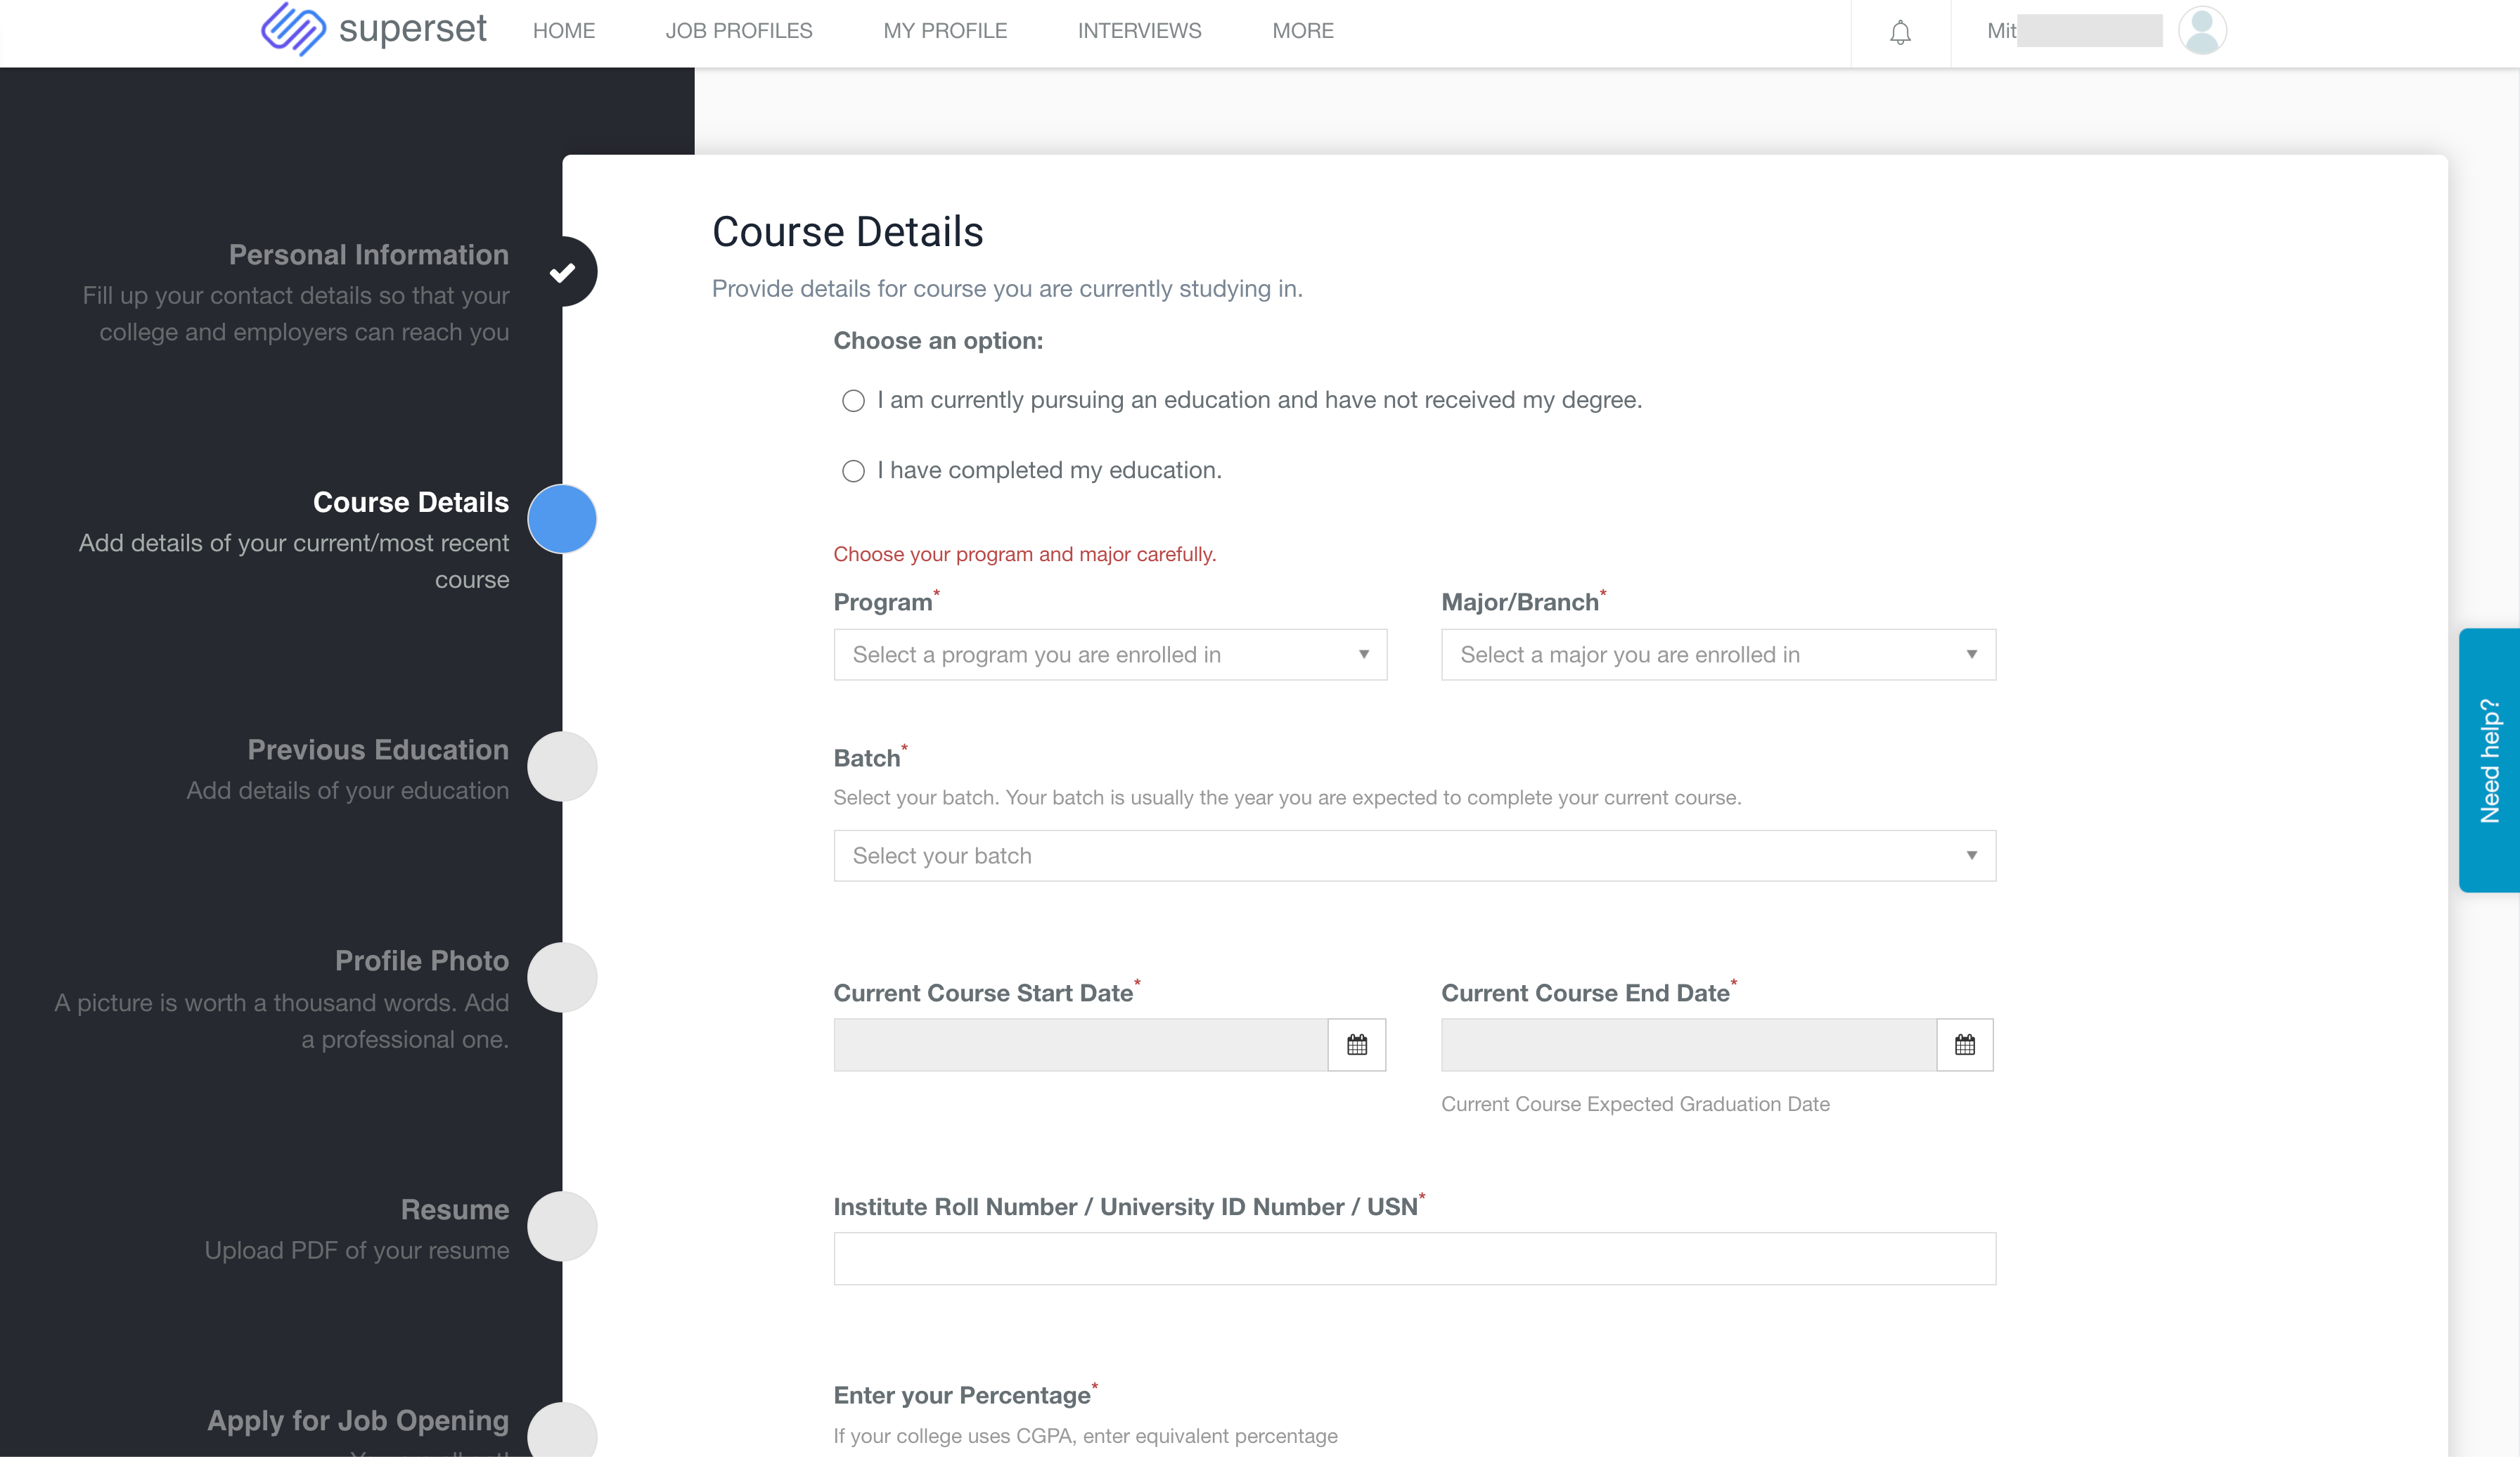 superset
HOME
JOB PROFILES
MY PROFILE
INTERVIEWS
MORE
Mit
Personal Information
Fill up your contact details so that your
college and employers can reach you
Course Details
Add details of your current/most recent
course
Previous Education
Add details of your education
Profile Photo
A picture is worth a thousand words. Add
a professional one.
Resume
Upload PDF of your resume
Apply for Job Opening
Course Details
Provide details for course you are currently studying in.
Choose an option:
I am currently pursuing an education and have not received my degree.
I have completed my education.
Choose your program and major carefully.
Program*
Select a program you are enrolled in
Major/Branch*
Select a major you are enrolled in
Batch*
Select your batch. Your batch is usually the year you are expected to complete your current course.
Select your batch
Current Course Start Date*
Current Course End Date*
Current Course Expected Graduation Date
Institute Roll Number / University ID Number / USN*
Enter your Percentage*
If your college uses CGPA, enter equivalent percentage
Need help?